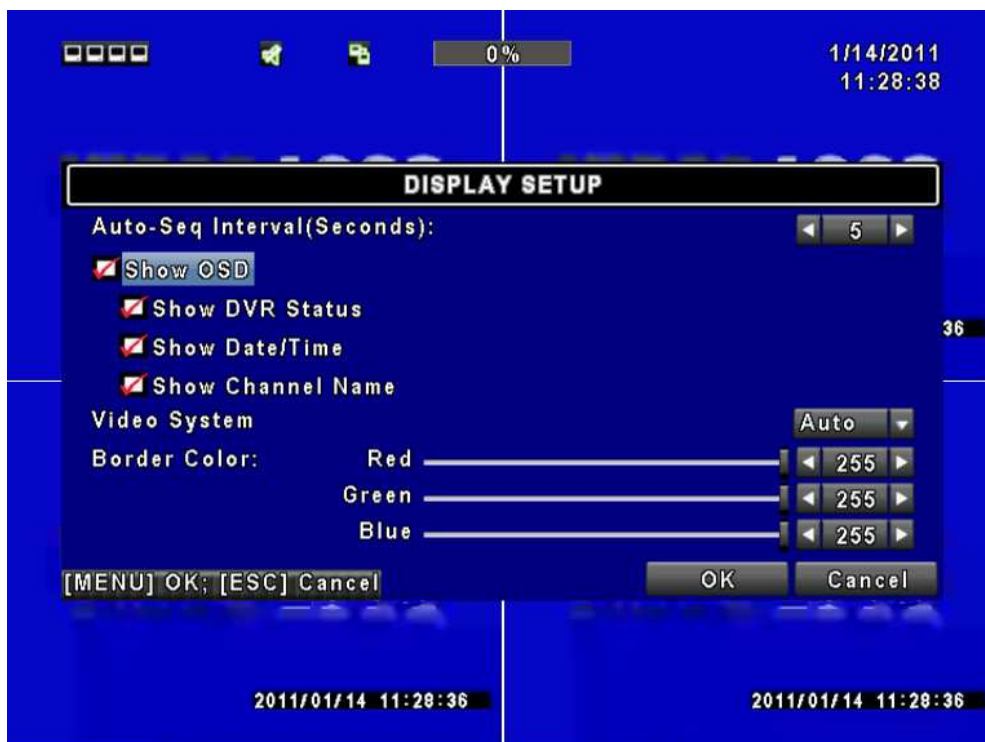 0%
1/14/2011
11:28:38
DISPLAY SETUP
Auto-Seq Interval(Seconds):
5
Show OSD
Show DVR Status
36
Show Date/Time
Show Channel Name
Video System
Auto
Border Color: Red
255
Green
255
Blue
255
[MENU] OK; [ESC] Cancel
OK
Cancel
2011/01/14 11:28:36
2011/01/14 11:28:36